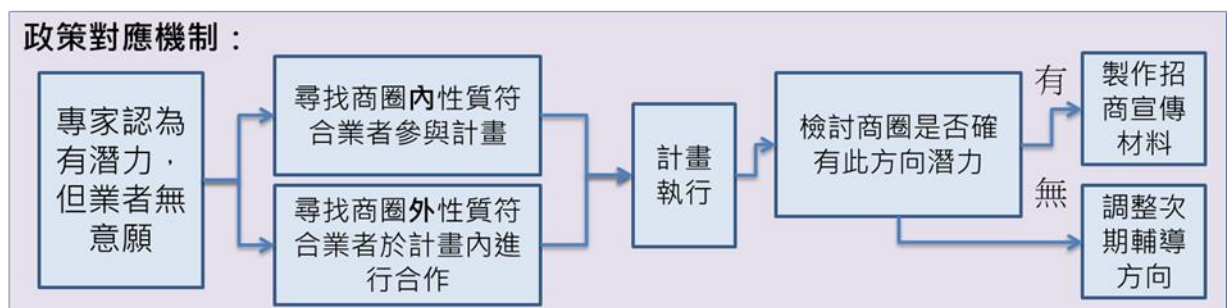 政策對應機制：
專家認為
有潛力，
但業者無
意願
尋找商圈內性質符
合業者參與計畫
尋找商圈外性質符
合業者於計畫內進
行合作
計畫
執行
檢討商圈是否確
有此方向潛力
有
製作招
商宣傳
材料
無
調整次
期輔導
方向